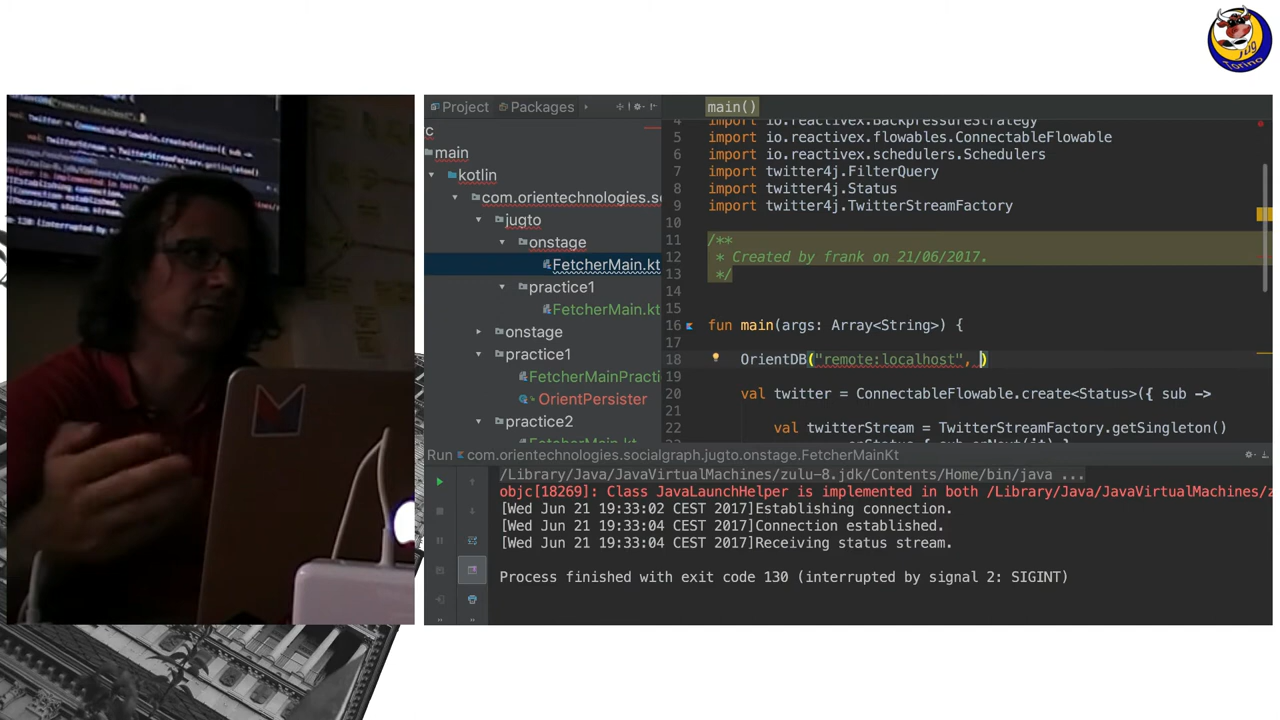 Jug
Torino
Project
Packages
rc
main
kotlin
com.orientechnologies.s
jugto
onstage
FetcherMain.kt
practice1
FetcherMain.kt
onstage
practice1
FetcherMainPracti
OrientPersister
practice2
main()
4 import io.reactivex.BackpressureStrategy
5 import io.reactivex.flowables.ConnectableFlowable
6 import io.reactivex.schedulers.Schedulers
7 import twitter4j.FilterQuery
8 import twitter4j.Status
9 import twitter4j.TwitterStreamFactory
10
11 /**
12 * Created by frank on 21/06/2017.
13 */
14
15
16 fun main(args: Array<String>) {
17
18 OrientDB("remote:localhost", )
19
20 val twitter = ConnectableFlowable.create<Status>({ sub ->
21
22 val twitterStream = TwitterStreamFactory.getSingleton()
Run com.orientechnologies.socialgraph.jugto.onstage.FetcherMainKt
/Library/Java/JavaVirtualMachines/zulu-8.jdk/Contents/Home/bin/java ...
objc[18269]: Class JavaLaunchHelper is implemented in both /Library/Java/JavaVirtualMachines/z
[Wed Jun 21 19:33:02 CEST 2017]Establishing connection.
[Wed Jun 21 19:33:04 CEST 2017]Connection established.
[Wed Jun 21 19:33:04 CEST 2017]Receiving status stream.
Process finished with exit code 130 (interrupted by signal 2: SIGINT)